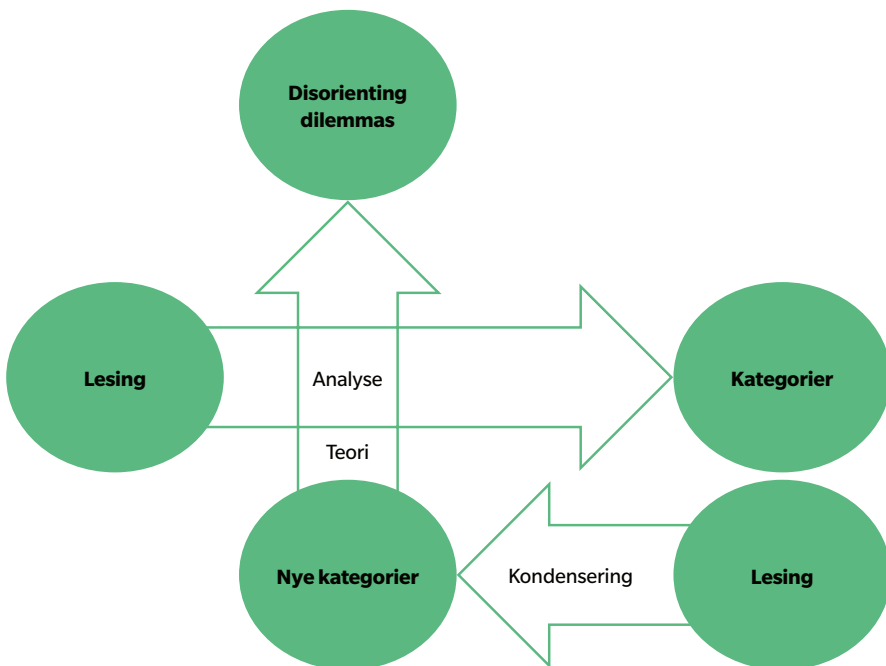 Disorienting
dilemmas
Lesing
Analyse
Kategorier
Teori
Nye kategorier
Kondensering
Lesing